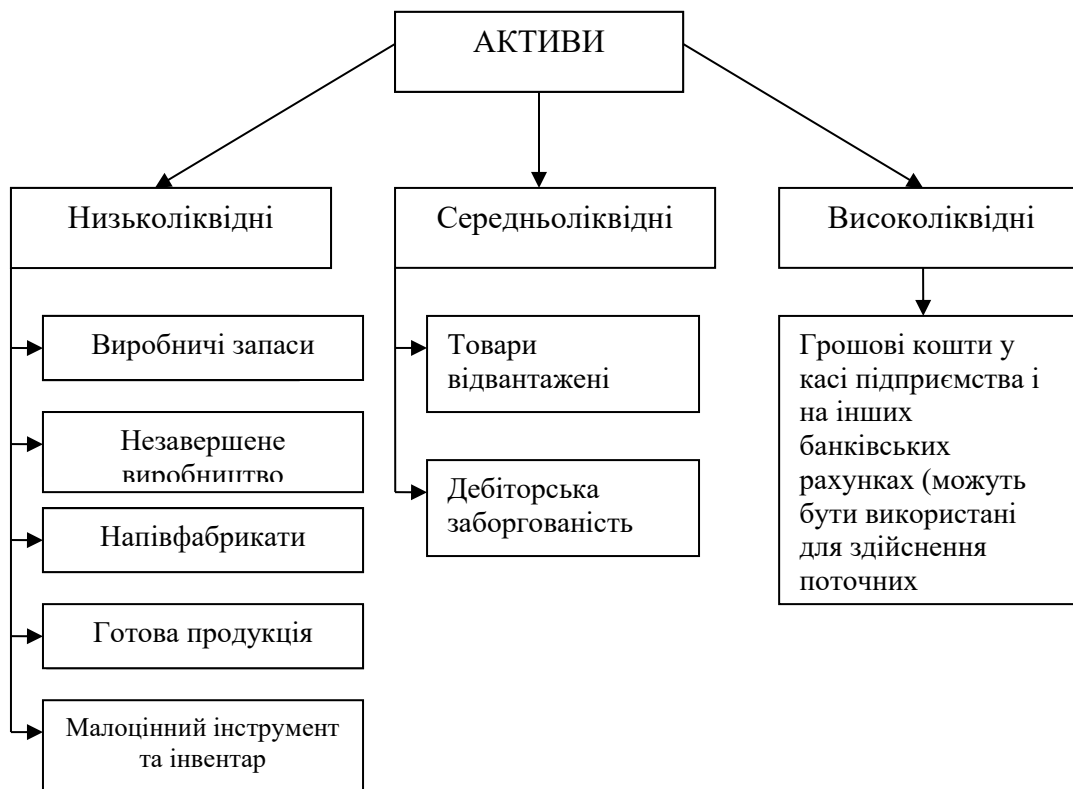 АКТИВИ
Низьколіквідні
Середньоліквідні
Високоліквідні
Виробничі запаси
Незавершене
виробництво
Напівфабрикати
Готова продукція
Малоцінний інструмент
та інвентар
Товари
відвантажені
Дебіторська
заборгованість
Грошові кошти у
касі підприємства і
на інших
банківських
рахунках (можуть
бути використані
для здійснення
поточних